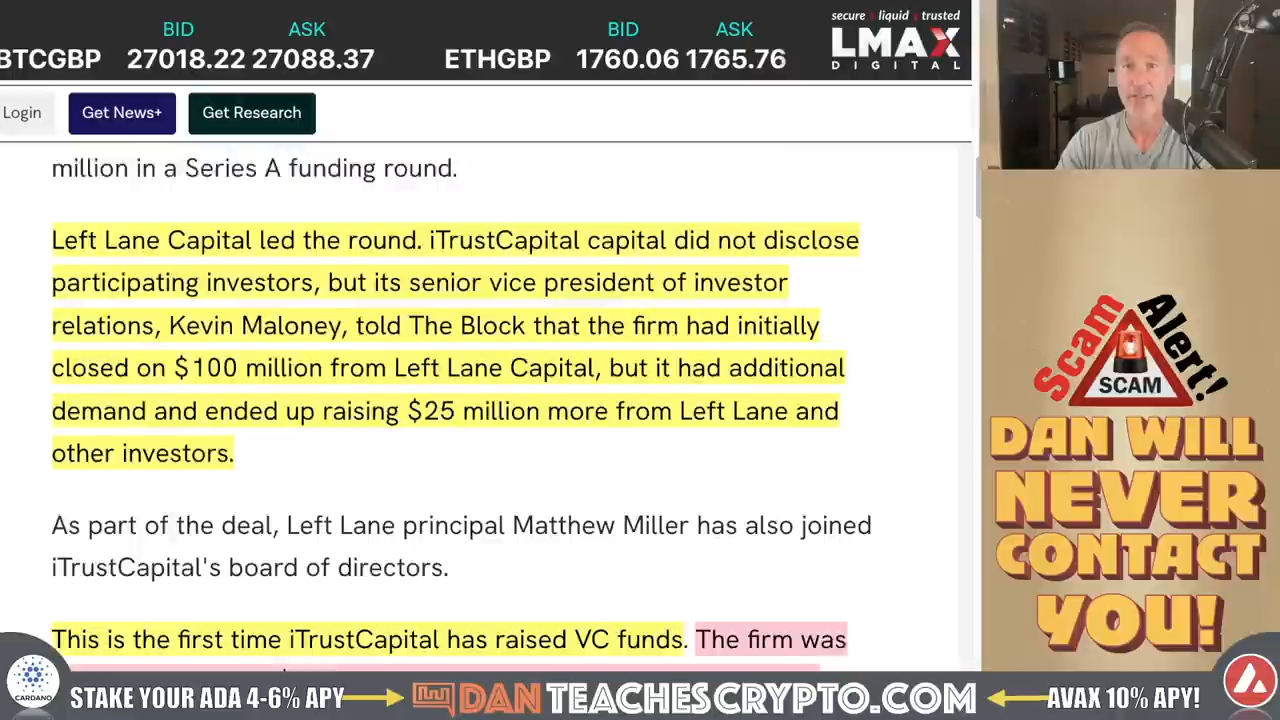 BID ASK BID ASK
BTCGBP 27018.22 27088.37 ETHGBP 1760.06 1765.76
secure liquid trusted
LMAX
DIGITAL
Login Get News+ Get Research
million in a Series A funding round.
Left Lane Capital led the round. iTrustCapital capital did not disclose
participating investors, but its senior vice president of investor
relations, Kevin Maloney, told The Block that the firm had initially
closed on $100 million from Left Lane Capital, but it had additional
demand and ended up raising $25 million more from Left Lane and
other investors.
As part of the deal, Left Lane principal Matthew Miller has also joined
iTrustCapital's board of directors.
This is the first time iTrustCapital has raised VC funds. The firm was
Scam Alert!
SCAM
DAN WILL
NEVER
CONTACT
YOU!
CARDANO
STAKE YOUR ADA 4-6% APY DANTEACHESCRYPTO.COM AVAX 10% APY!